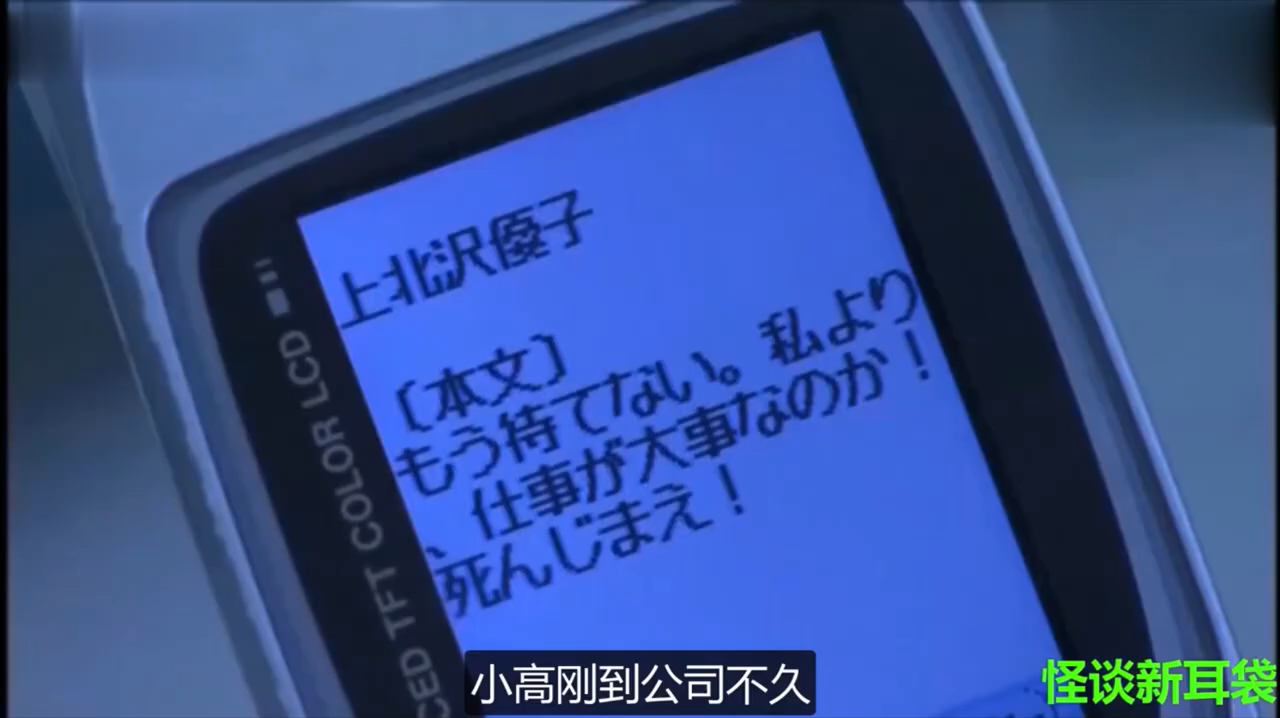 上北沢優子
〔本文〕
もう待てない。私より
、仕事が大事なのか！
、死んじまえ！
CED TFT COLOR LCD
小高刚到公司不久
怪谈新耳袋